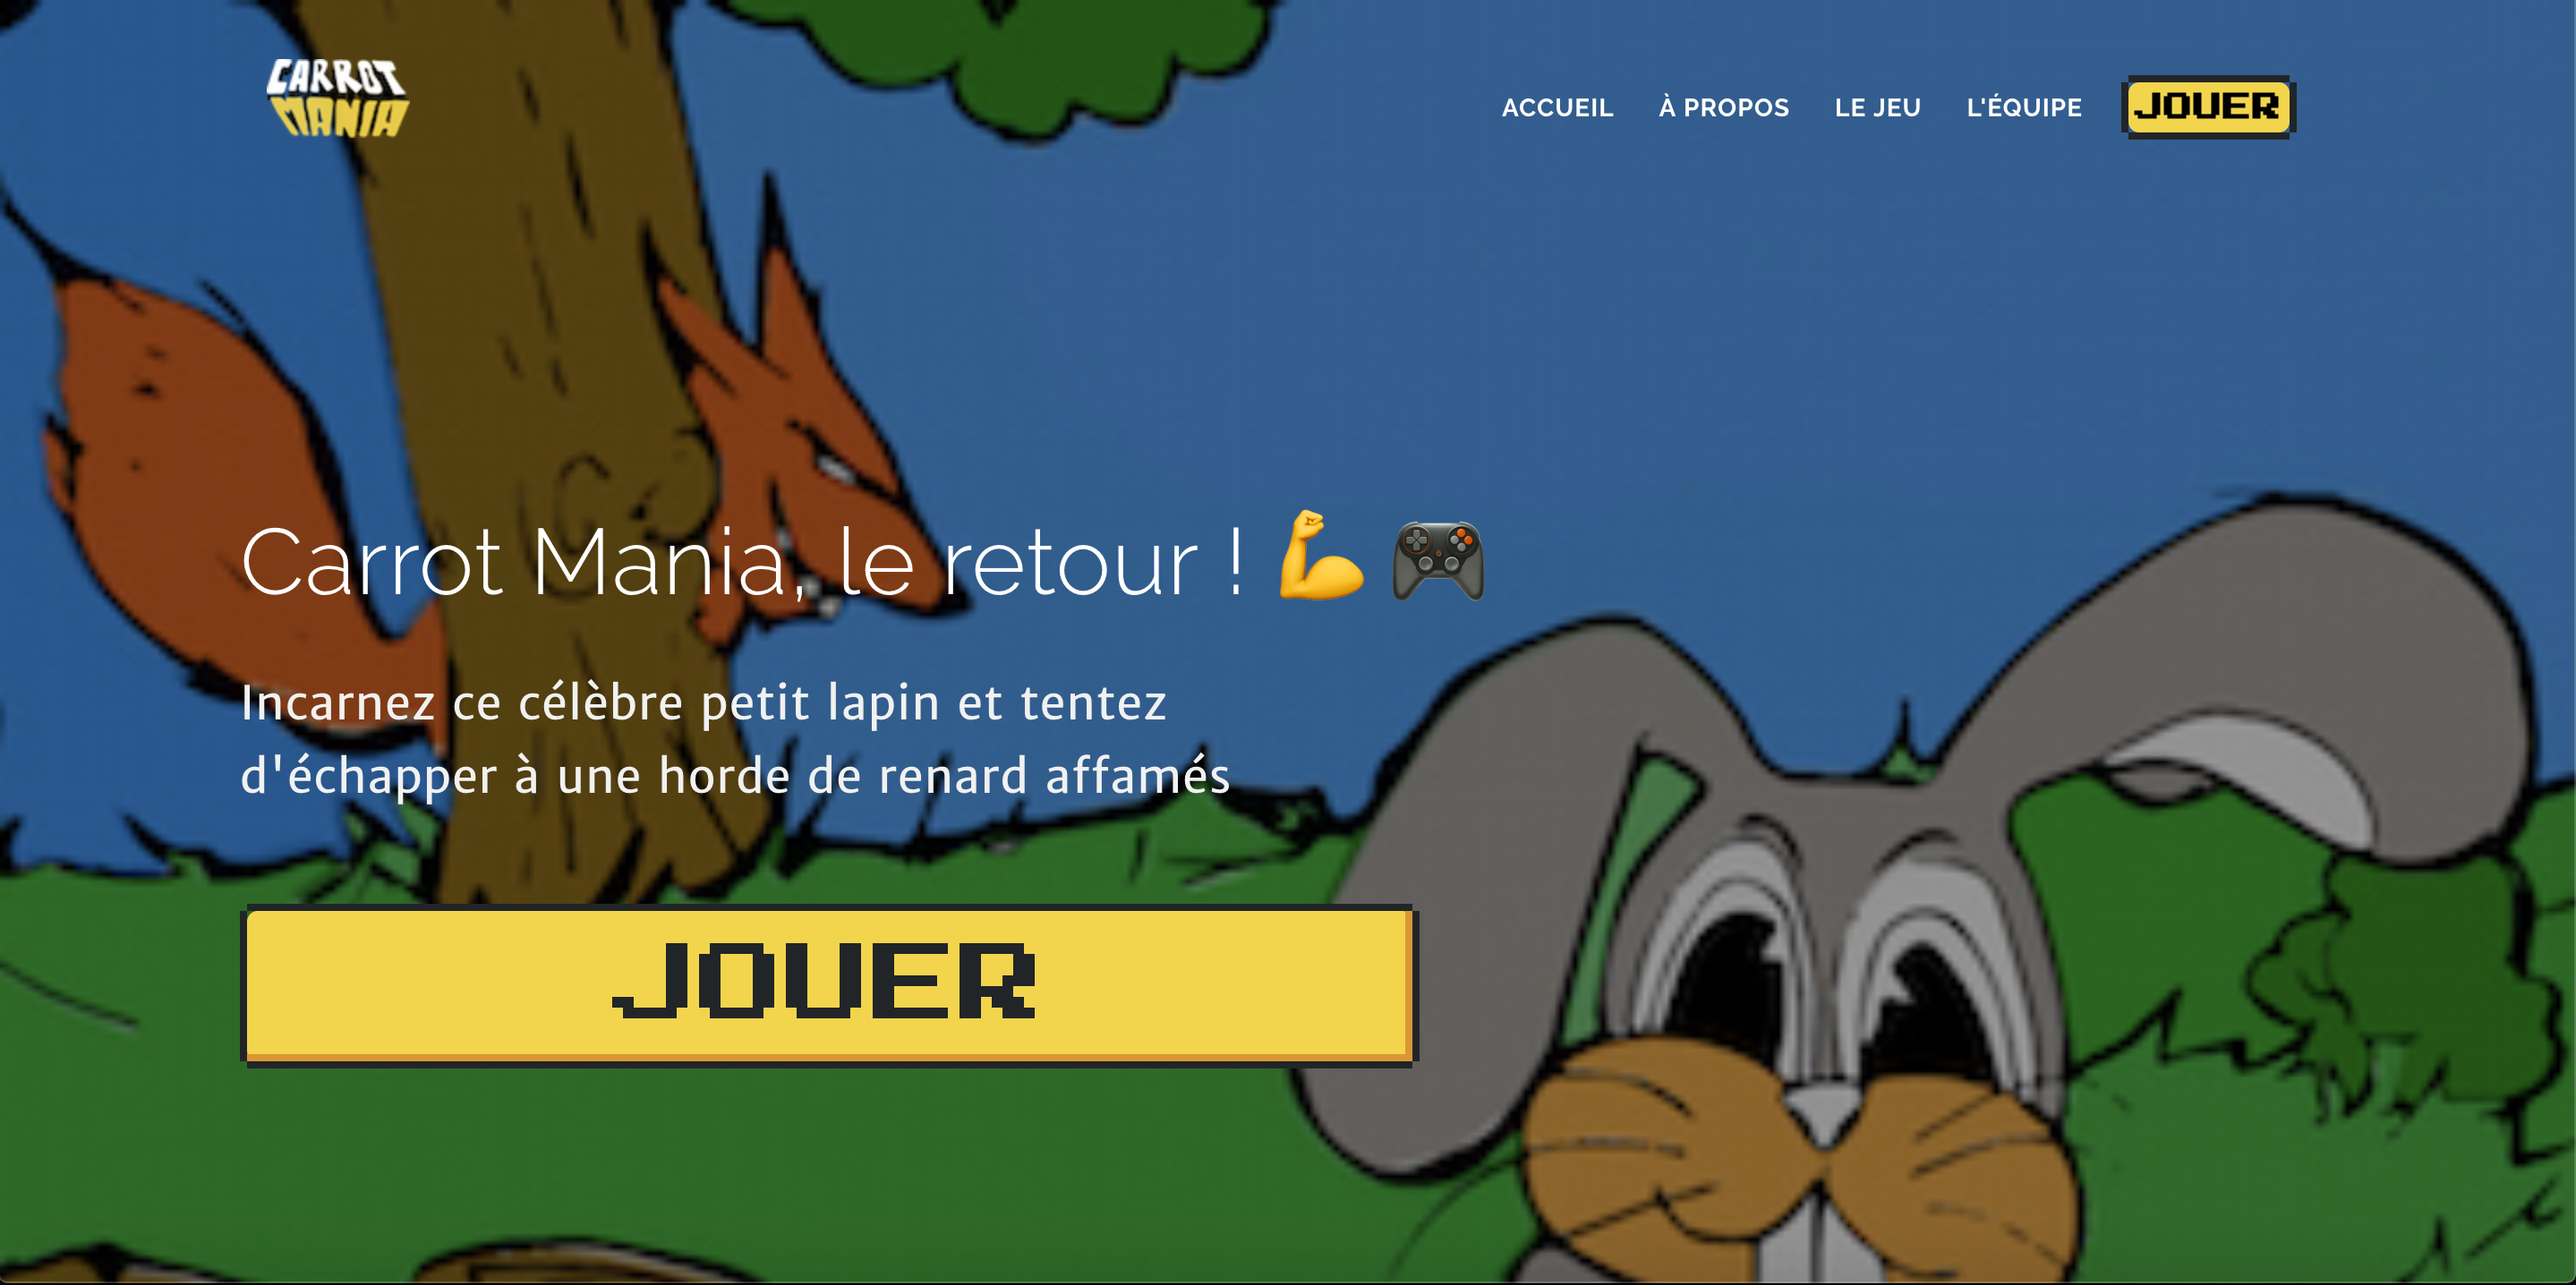 CARROT
MANIA
ACCUEIL
À PROPOS
LE JEU
L'ÉQUIPE
JOUER
Carrot Mania, le retour ! 💪 🎮
Incarnez ce célèbre petit lapin et tentez
d'échapper à une horde de renard affamés
JOUER